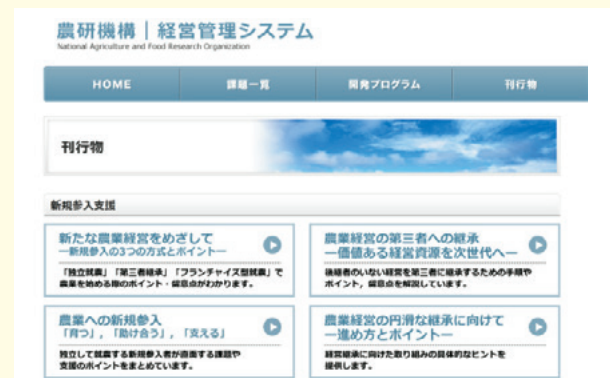 農研機構｜経営管理システム
National Agriculture and Food Research Organization
HOME 課題一覧 開発プログラム 刊行物
刊行物
新規参入支援
新たな農業経営をめざして
―新規参入の3つの方式とポイント―
「独立就農」「第三者継承」「フランチャイズ型就農」で
農業を始める際のポイント・留意点がわかります。
農業経営の第三者への継承
―価値ある経営資源を次世代へ―
後継者のいない経営を第三者に継承するための手順や
ポイント，留意点を解説しています。
農業への新規参入
「育つ」，「助け合う」，「支える」
独立して就農する新規参入者が直面する課題や
支援のポイントをまとめています。
農業経営の円滑な継承に向けて
―進め方とポイント―
経営継承に向けた取り組みの具体的なヒントを
提供します。